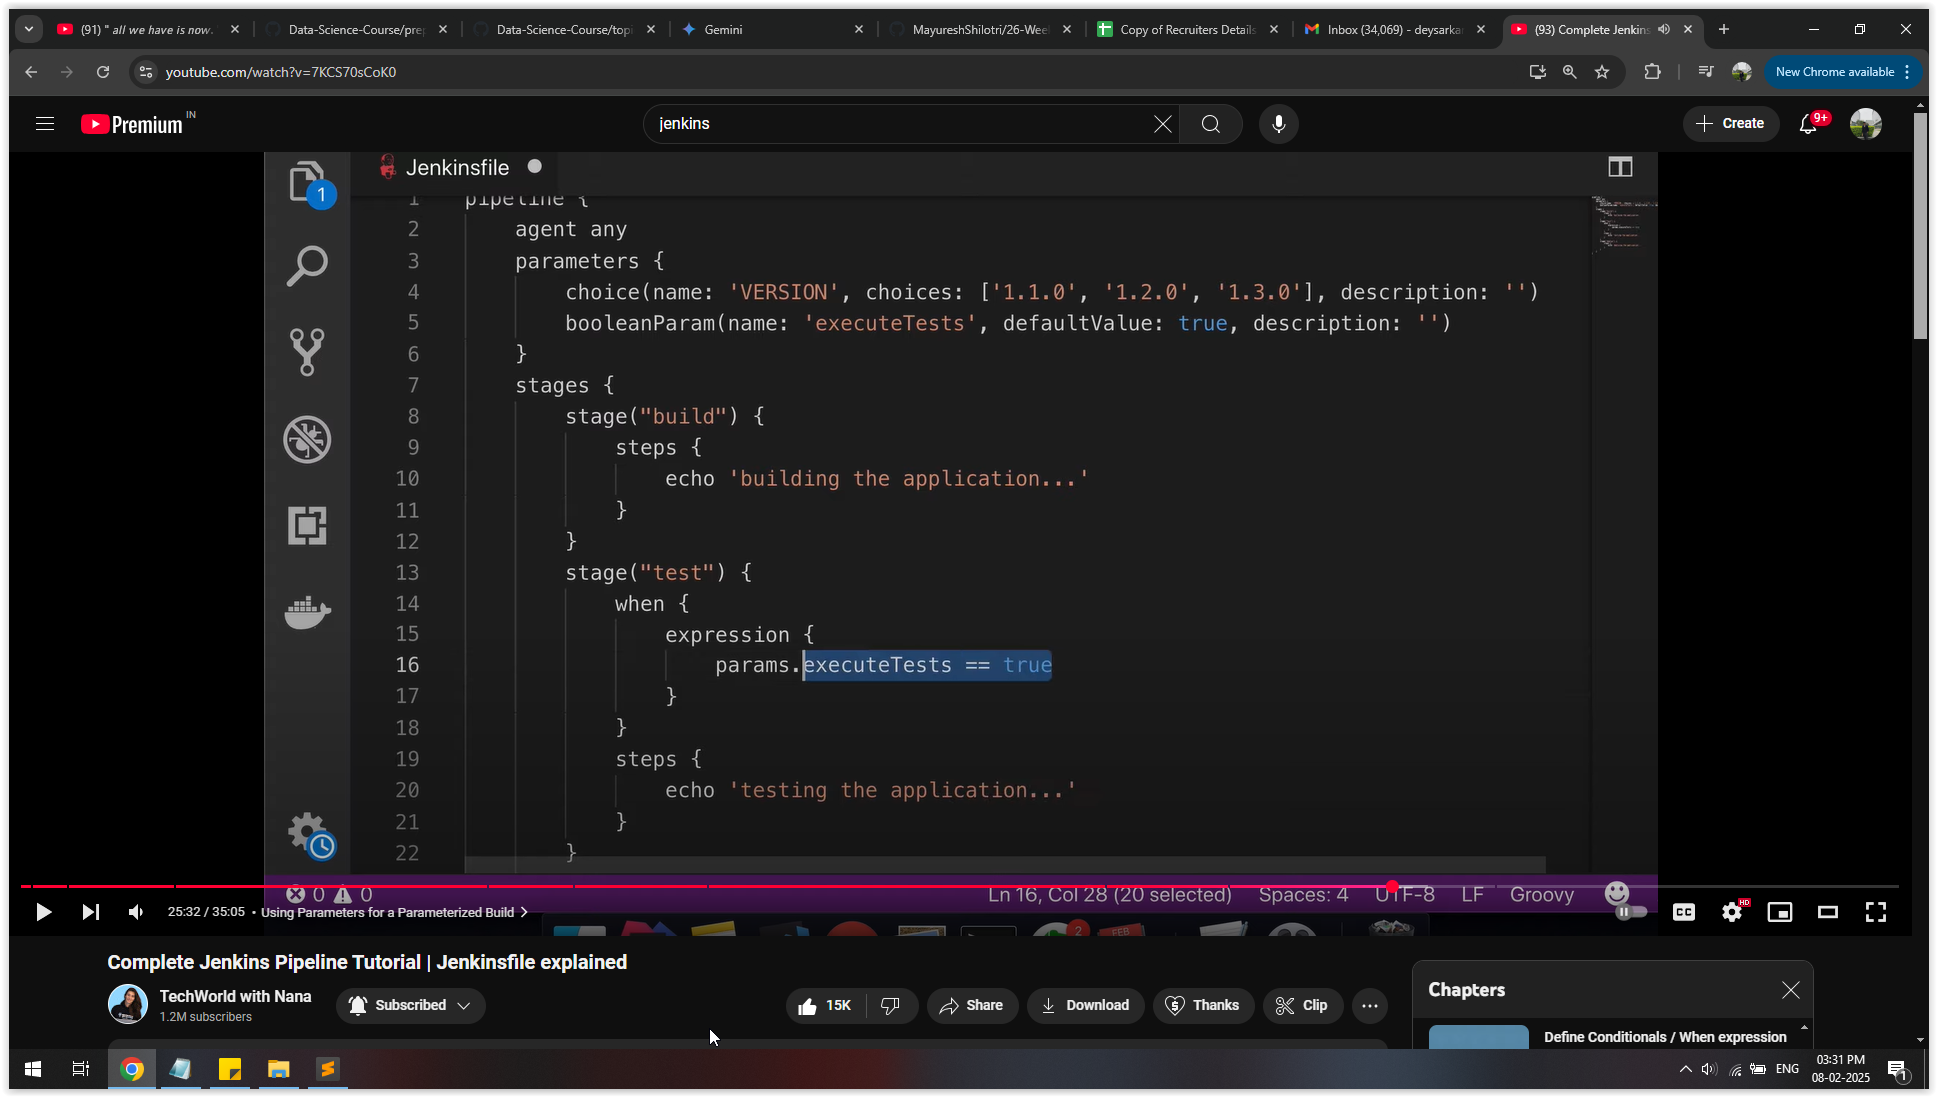 (91) " all we have is now.
Data-Science-Course/prep
Data-Science-Course/topi
Gemini
MayureshShilotri/26-Wee
Copy of Recruiters Details
Inbox (34,069) - deysarka
(93) Complete Jenkins
youtube.com/watch?v=7KCS70sCoK0
New Chrome available
Premium IN
jenkins
Create
9+
1
Jenkinsfile
1 pipeline {
2 agent any
3 parameters {
4 choice(name: 'VERSION', choices: ['1.1.0', '1.2.0', '1.3.0'], description: '')
5 booleanParam(name: 'executeTests', defaultValue: true, description: '')
6 }
7 stages {
8 stage("build") {
9 steps {
10 echo 'building the application...'
11 }
12 }
13 stage("test") {
14 when {
15 expression {
16 params.executeTests == true
17 }
18 }
19 steps {
20 echo 'testing the application...'
21 }
22 }
0 0
Ln 16, Col 28 (20 selected) Spaces: 4 UTF-8 LF Groovy
25:32 / 35:05 • Using Parameters for a Parameterized Build
CC
HD
2
FEB
Complete Jenkins Pipeline Tutorial | Jenkinsfile explained
TechWorld with Nana
1.2M subscribers
Subscribed
15K
Share
Download
Thanks
Clip
Chapters
Define Conditionals / When expression
ENG
03:31 PM
08-02-2025
1